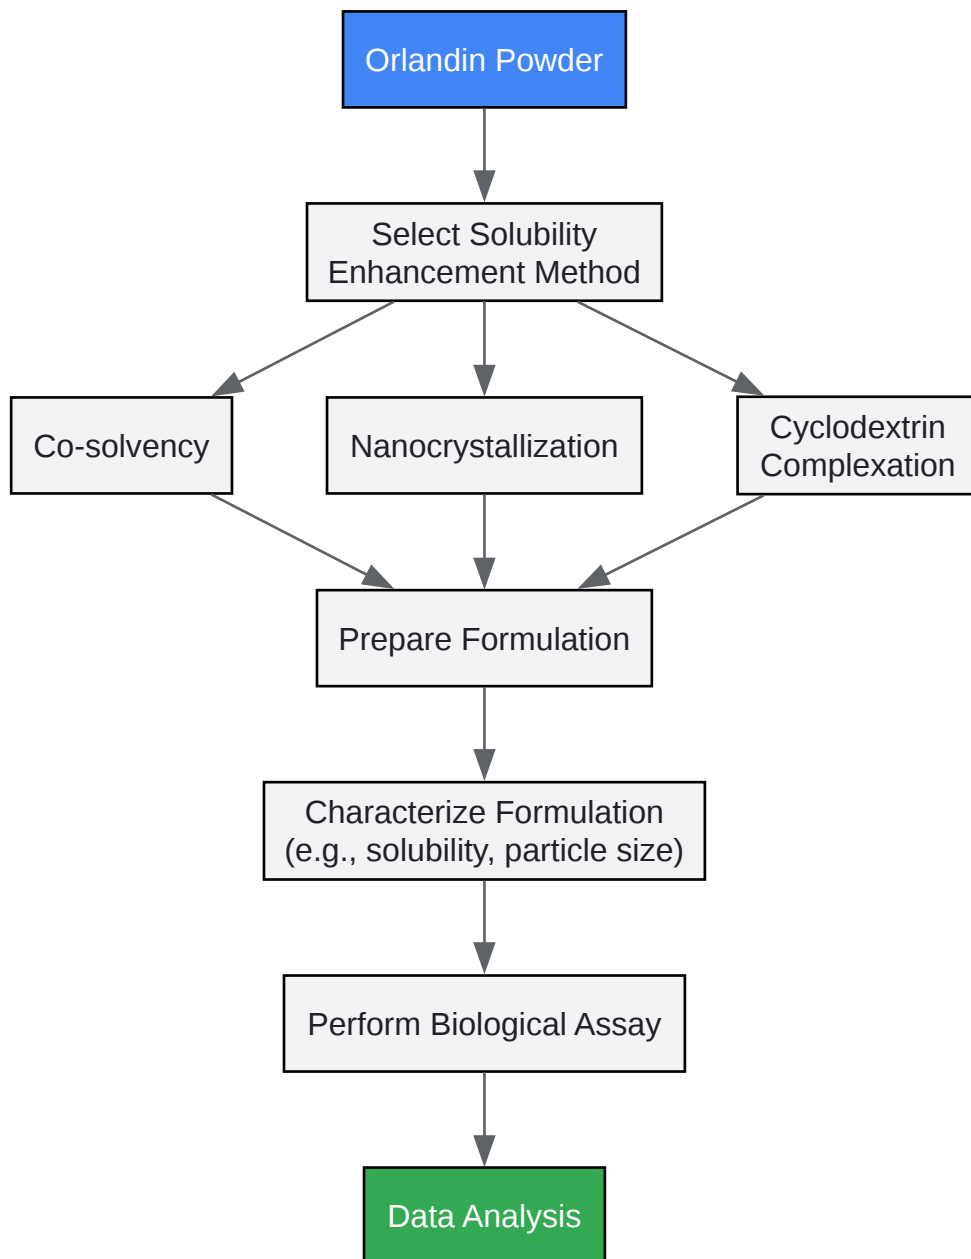 Orlandin Powder
Select Solubility
Enhancement Method
Co-solvency
Nanocrystallization
Cyclodextrin
Complexation
Prepare Formulation
Characterize Formulation
(e.g., solubility, particle size)
Perform Biological Assay
Data Analysis